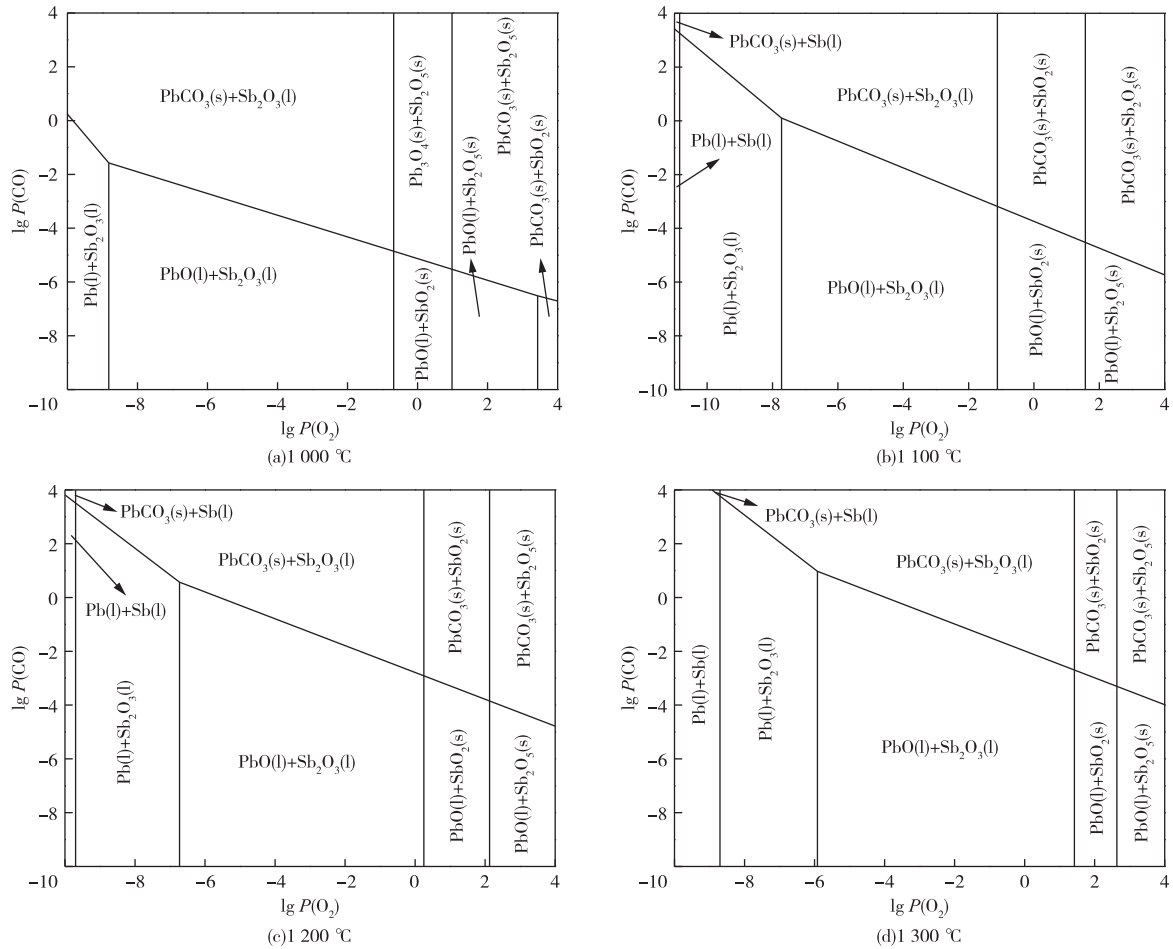 4
2
0
−2
−4
−6
−8
−10
lg P(CO)
PbCO₃(s)+Sb₂O₃(l)
Pb(l)+Sb₂O₃(l)
PbO(l)+Sb₂O₃(l)
Pb₃O₄(s)+Sb₂O₅(s)
PbO(l)+SbO₂(s)
PbO(l)+Sb₂O₅(s)
PbCO₃(s)+Sb₂O₅(s)
PbCO₃(s)+SbO₂(s)
−10 −8 −6 −4 −2 0 2 4
lg P(O₂)
(a)1 000 ℃
4
2
0
−2
−4
−6
−8
−10
lg P(CO)
PbCO₃(s)+Sb(l)
PbCO₃(s)+Sb₂O₃(l)
Pb(l)+Sb(l)
Pb(l)+Sb₂O₃(l)
PbO(l)+Sb₂O₃(l)
PbCO₃(s)+SbO₂(s)
PbO(l)+SbO₂(s)
PbCO₃(s)+Sb₂O₅(s)
PbO(l)+Sb₂O₅(s)
−10 −8 −6 −4 −2 0 2 4
lg P(O₂)
(b)1 100 ℃
4
2
0
−2
−4
−6
−8
−10
lg P(CO)
PbCO₃(s)+Sb(l)
PbCO₃(s)+Sb₂O₃(l)
Pb(l)+Sb(l)
Pb(l)+Sb₂O₃(l)
PbO(l)+Sb₂O₃(l)
PbCO₃(s)+SbO₂(s)
PbO(l)+SbO₂(s)
PbCO₃(s)+Sb₂O₅(s)
PbO(l)+Sb₂O₅(s)
−10 −8 −6 −4 −2 0 2 4
lg P(O₂)
(c)1 200 ℃
4
2
0
−2
−4
−6
−8
−10
lg P(CO)
PbCO₃(s)+Sb(l)
PbCO₃(s)+Sb₂O₃(l)
Pb(l)+Sb(l)
Pb(l)+Sb₂O₃(l)
PbO(l)+Sb₂O₃(l)
PbCO₃(s)+SbO₂(s)
PbO(l)+SbO₂(s)
PbCO₃(s)+Sb₂O₅(s)
PbO(l)+Sb₂O₅(s)
−10 −8 −6 −4 −2 0 2 4
lg P(O₂)
(d)1 300 ℃